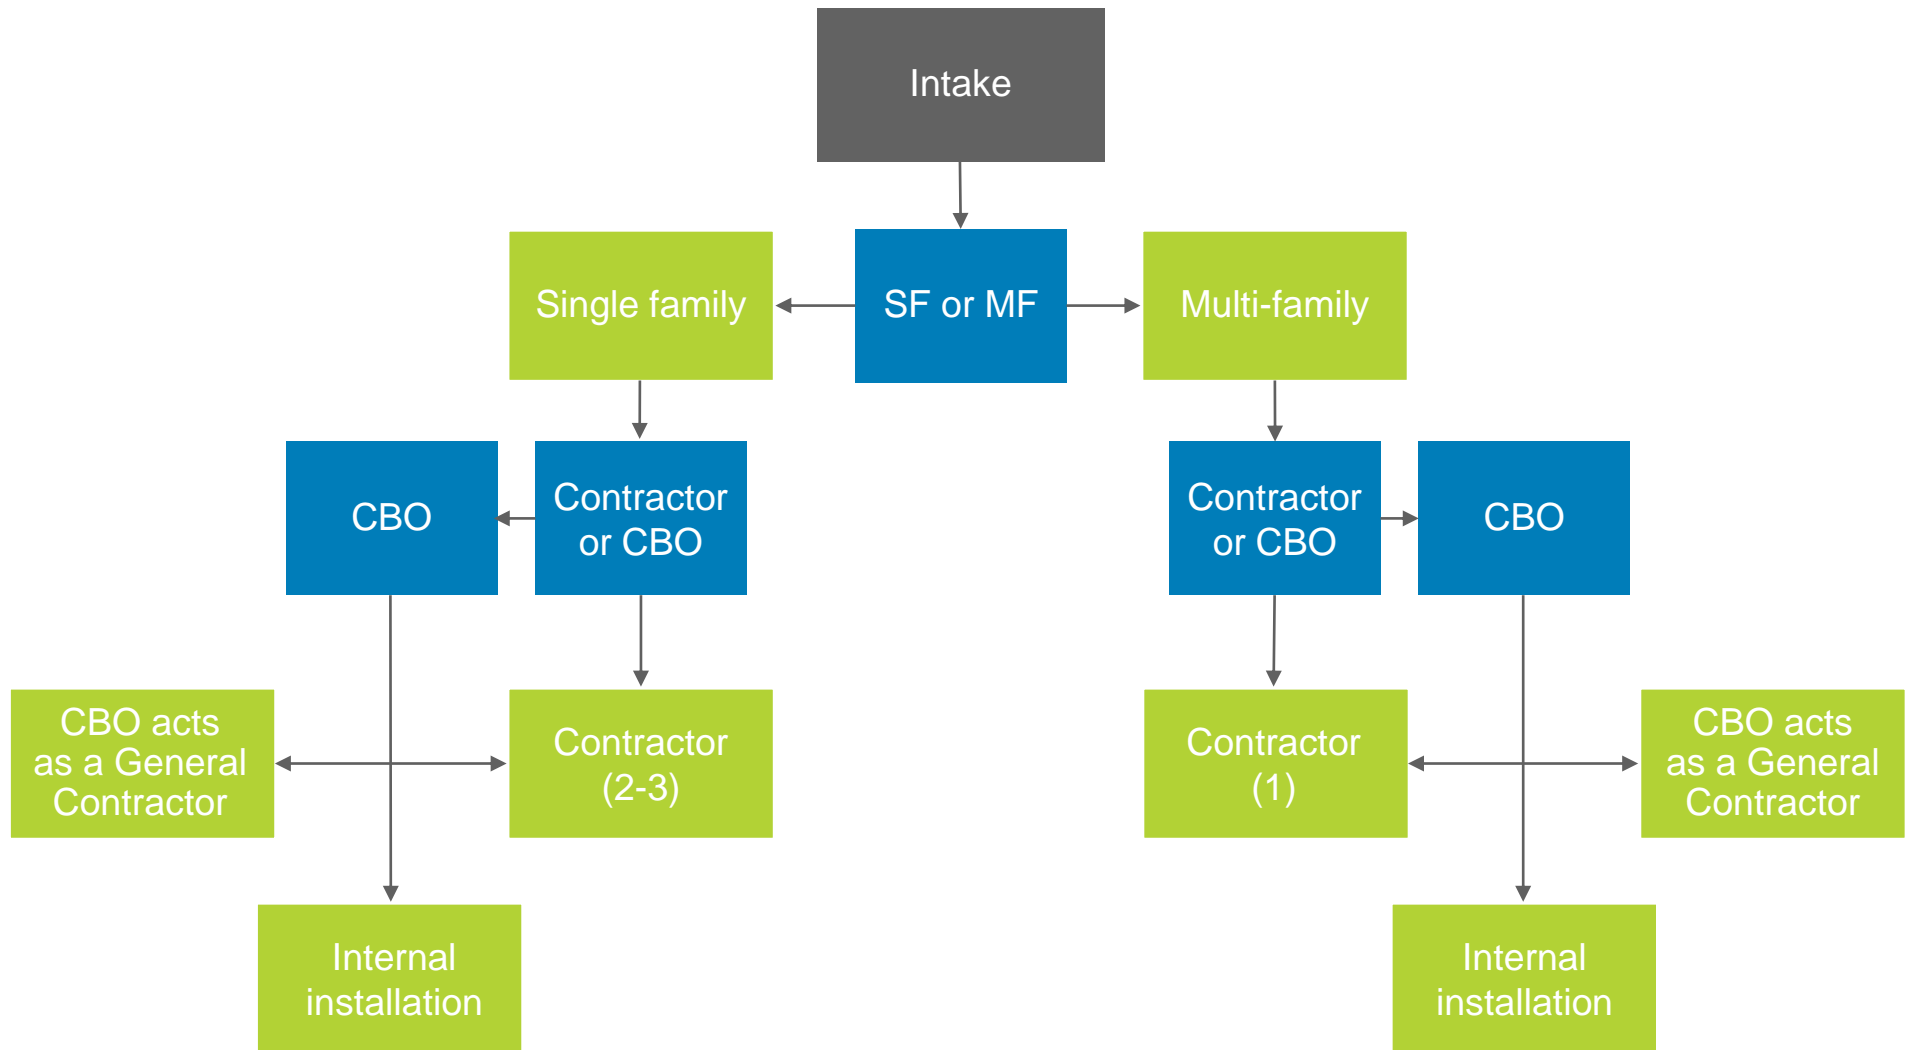 Intake
Single family
SF or MF
Multi-family
CBO
Contractor
or CBO
Contractor
or CBO
CBO
CBO acts
as a General
Contractor
Contractor
(2-3)
Contractor
(1)
CBO acts
as a General
Contractor
Internal
installation
Internal
installation